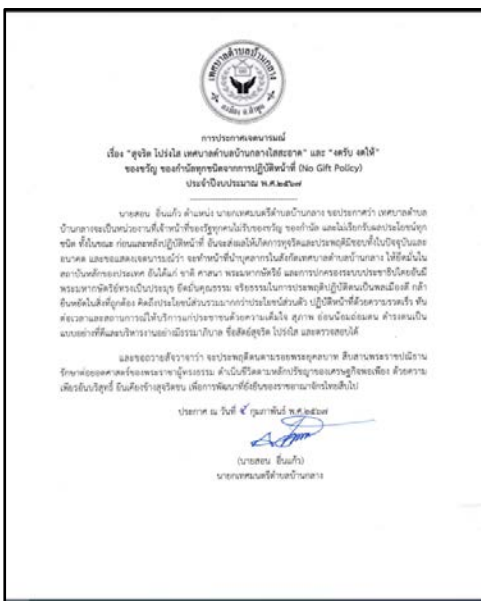 เทศบาลตำบลบ้านกลาง
อ.เมือง จ.ลำพูน
การประกาศเจตนารมณ์
เรื่อง “สุจริต โปร่งใส เทศบาลตำบลบ้านกลางใสสะอาด” และ “งดรับ งดให้”
ของขวัญ ของกำนัลทุกชนิดจากการปฏิบัติหน้าที่ (No Gift Policy)
ประจำปีงบประมาณ พ.ศ.๒๕๖๗
นายสอน อิ่นแก้ว ตำแหน่ง นายกเทศมนตรีตำบลบ้านกลาง ขอประกาศว่า เทศบาลตำบล
บ้านกลางจะเป็นหน่วยงานที่เจ้าหน้าที่ของรัฐทุกคนไม่รับของขวัญ ของกำนัล และไม่เรียกรับผลประโยชน์ทุก
ชนิด ทั้งในขณะ ก่อนและหลังปฏิบัติหน้าที่ อันจะส่งผลให้เกิดการทุจริตและประพฤติมิชอบทั้งในปัจจุบันและ
อนาคต และขอแสดงเจตนารมณ์ว่า จะทำหน้าที่นำบุคลากรในสังกัดเทศบาลตำบลบ้านกลาง ให้ยึดมั่นใน
สถาบันหลักของประเทศ อันได้แก่ ชาติ ศาสนา พระมหากษัตริย์ และการปกครองระบอบประชาธิปไตยอันมี
พระมหากษัตริย์ทรงเป็นประมุข ยึดมั่นคุณธรรม จริยธรรมในการประพฤติปฏิบัติตนเป็นพลเมืองดี กล้า
ยืนหยัดในสิ่งที่ถูกต้อง คิดถึงประโยชน์ส่วนรวมมากกว่าประโยชน์ส่วนตัว ปฏิบัติหน้าที่ด้วยความรวดเร็ว ทัน
ต่อเวลาและสถานการณ์ให้บริการแก่ประชาชนด้วยความเต็มใจ สุภาพ อ่อนน้อมถ่อมตน ดำรงตนเป็น
แบบอย่างที่ดีและบริหารงานอย่างมีธรรมาภิบาล ซื่อสัตย์สุจริต โปร่งใส และตรวจสอบได้
และขอถวายสัจวาจาว่า จะประพฤติตนตามรอยพระยุคลบาท สืบสานพระราชปณิธาน
รักษาต่อยอดศาสตร์ของพระราชาผู้ทรงธรรม ดำเนินชีวิตตามหลักปรัชญาของเศรษฐกิจพอเพียง ด้วยความ
เพียรอันบริสุทธิ์ ยืนเคียงข้างสุจริตชน เพื่อการพัฒนาที่ยั่งยืนของราชอาณาจักรไทยสืบไป
ประกาศ ณ วันที่ กุมภาพันธ์ พ.ศ.๒๕๖๗
(นายสอน อิ่นแก้ว)
นายกเทศมนตรีตำบลบ้านกลาง